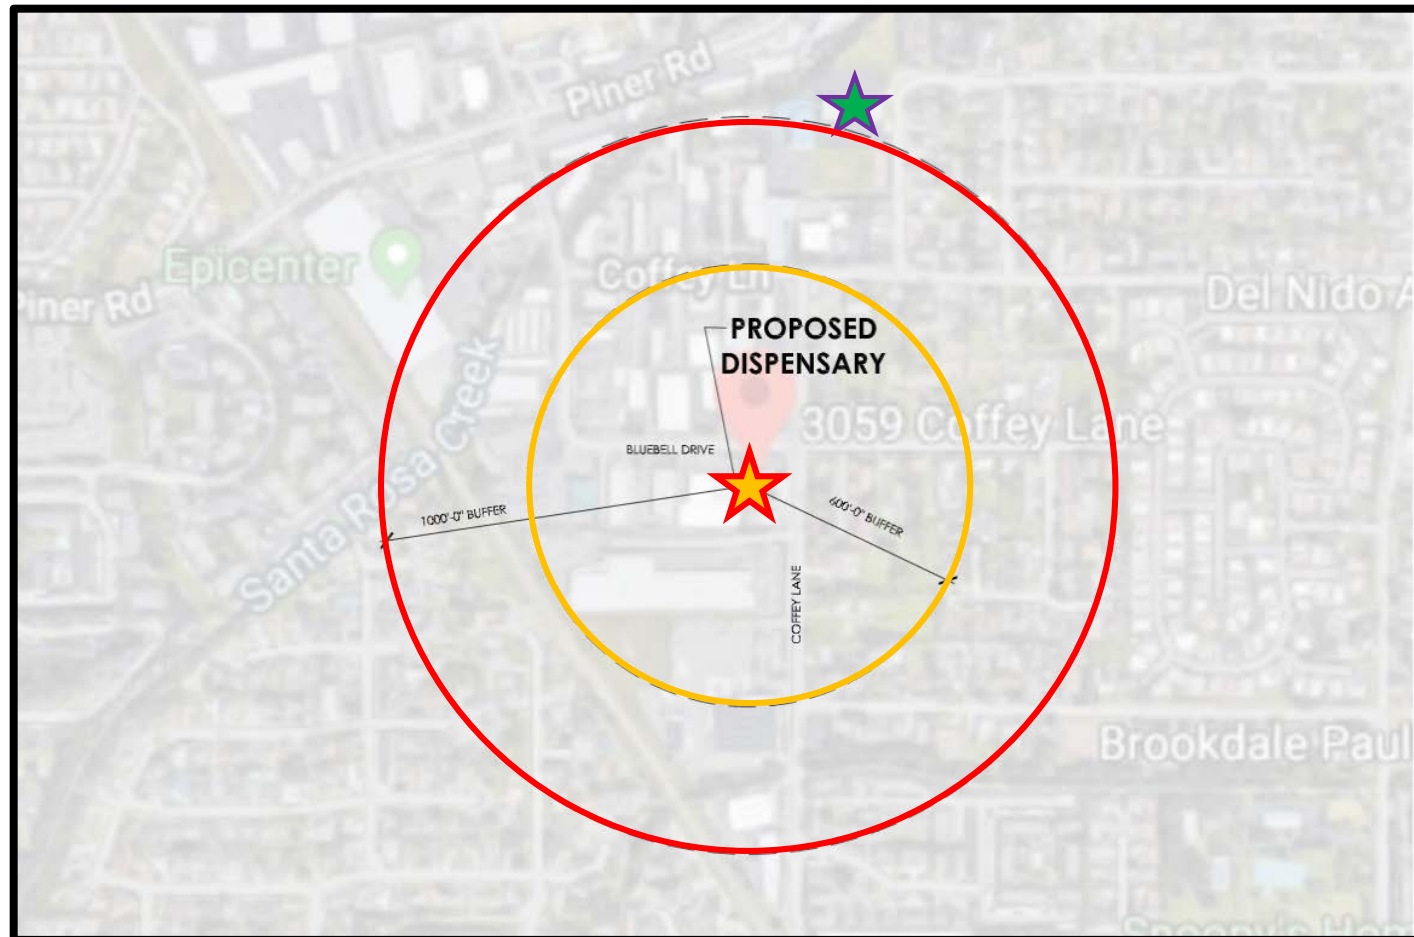 Piner Rd
Epicenter
Coffey Ln
Piner Rd
Del Nido A
PROPOSED
DISPENSARY
Santa Rosa Creek
3059 Coffey Lane
BLUEBELL DRIVE
1000'-0" BUFFER
600'-0" BUFFER
COFFEY LANE
Brookdale Paul